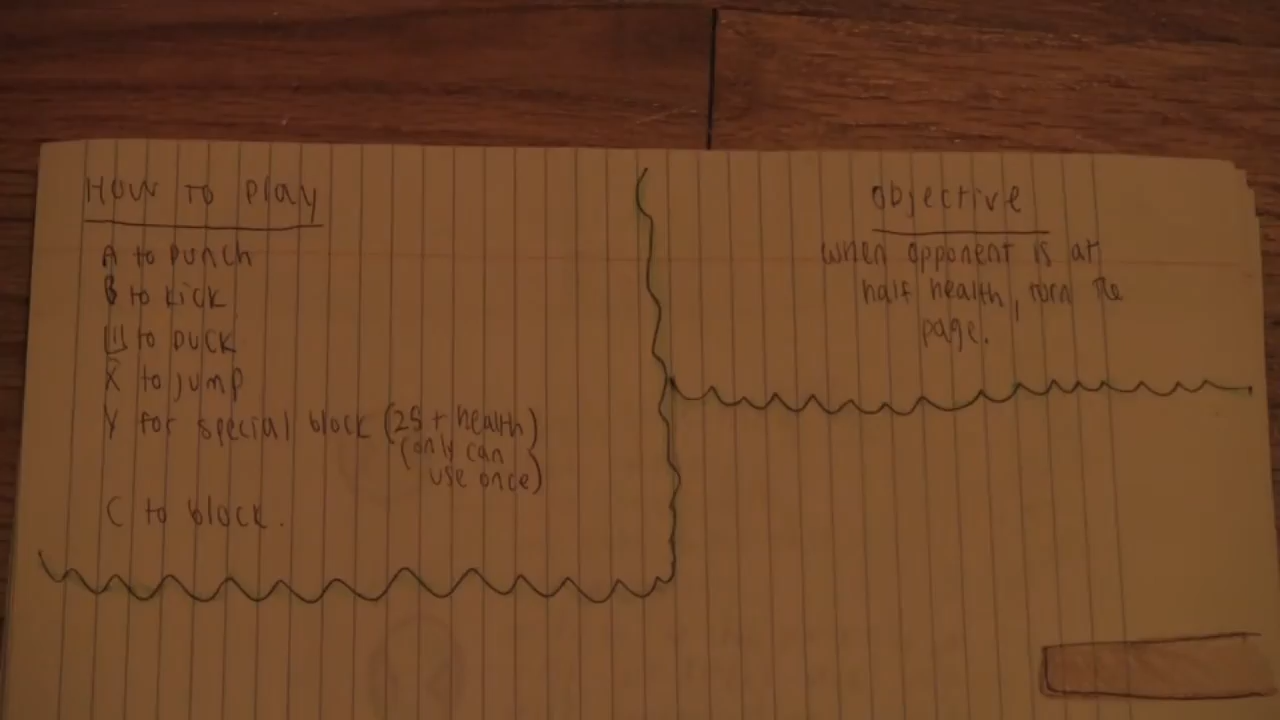 HOW TO Play
A to punch
B to kick
to Duck
X to jump
Y for special block (25 + health)
(only can
use once)
C to block.
objective
when opponent is at
half health, turn The
page.